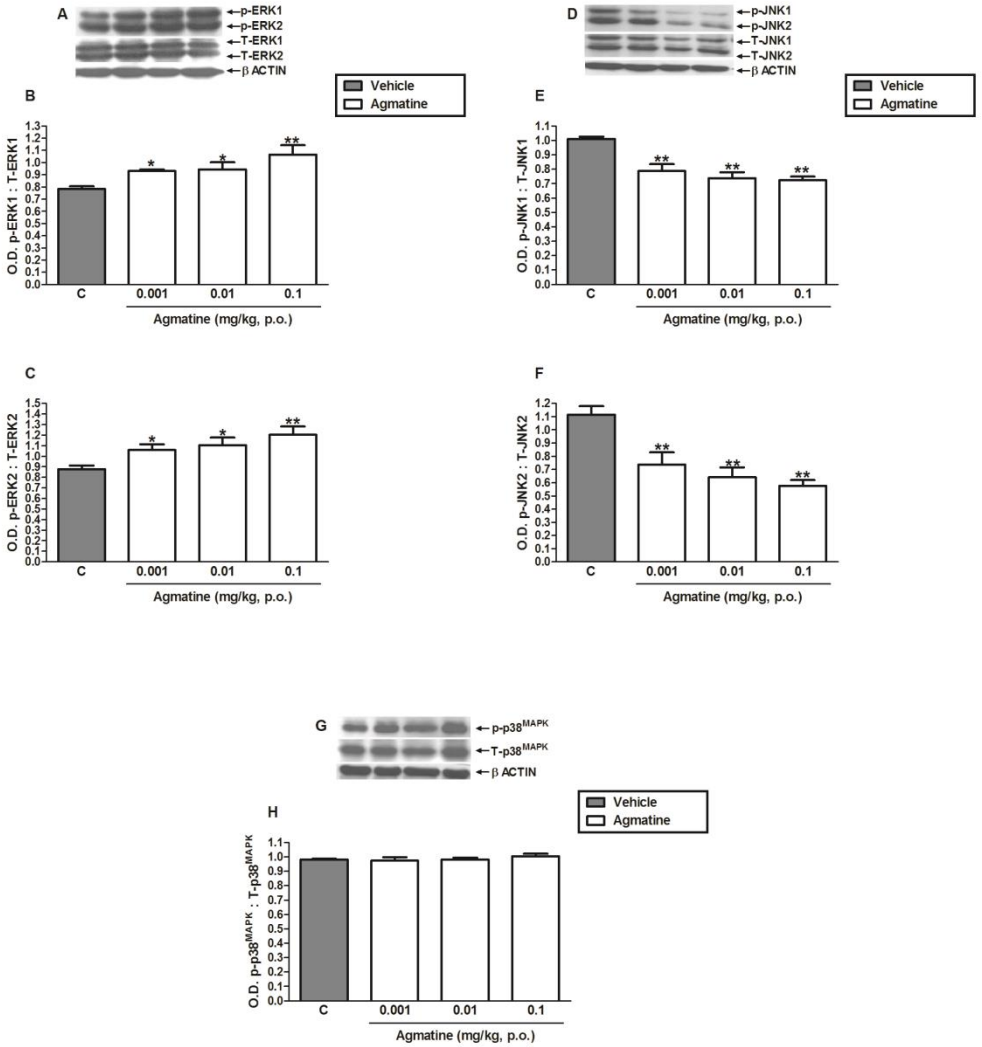 A
p-ERK1
p-ERK2
T-ERK1
T-ERK2
β ACTIN
Vehicle
Agmatine
B
O.D. p-ERK1 : T-ERK1
1.3
1.2
1.1
1.0
0.9
0.8
0.7
0.6
0.5
0.4
0.3
0.2
0.1
0.0
*
*
**
C 0.001 0.01 0.1
Agmatine (mg/kg, p.o.)
C
O.D. p-ERK2 : T-ERK2
1.5
1.4
1.3
1.2
1.1
1.0
0.9
0.8
0.7
0.6
0.5
0.4
0.3
0.2
0.1
0.0
*
*
**
C 0.001 0.01 0.1
Agmatine (mg/kg, p.o.)
D
p-JNK1
p-JNK2
T-JNK1
T-JNK2
β ACTIN
Vehicle
Agmatine
E
O.D. p-JNK1 : T-JNK1
1.1
1.0
0.9
0.8
0.7
0.6
0.5
0.4
0.3
0.2
0.1
0.0
**
**
**
C 0.001 0.01 0.1
Agmatine (mg/kg, p.o.)
F
O.D. p-JNK2 : T-JNK2
1.2
1.1
1.0
0.9
0.8
0.7
0.6
0.5
0.4
0.3
0.2
0.1
0.0
**
**
**
C 0.001 0.01 0.1
Agmatine (mg/kg, p.o.)
G
p-p38MAPK
T-p38MAPK
β ACTIN
Vehicle
Agmatine
H
O.D. p-p38MAPK : T-p38MAPK
1.1
1.0
0.9
0.8
0.7
0.6
0.5
0.4
0.3
0.2
0.1
0.0
C 0.001 0.01 0.1
Agmatine (mg/kg, p.o.)